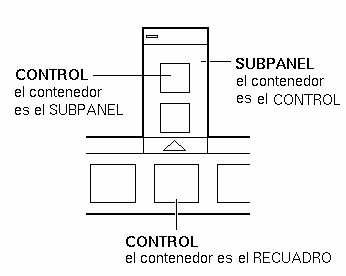 CONTROL
el contenedor
es el SUBPANEL
SUBPANEL
el contenedor
es el CONTROL
CONTROL
el contenedor es el RECUADRO